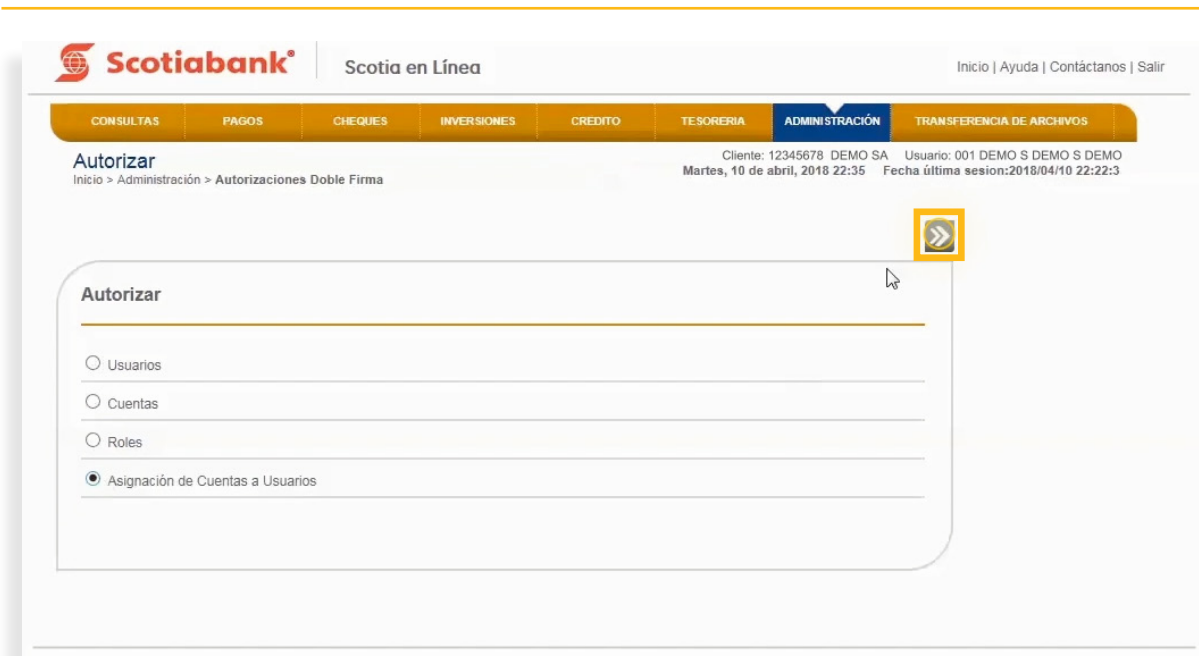 Scotiabank® Scotia en Línea Inicio | Ayuda | Contáctanos | Salir
CONSULTAS PAGOS CHEQUES INVERSIONES CREDITO TESORERIA ADMINISTRACIÓN TRANSFERENCIA DE ARCHIVOS
Autorizar Cliente: 12345678 DEMO SA Usuario: 001 DEMO S DEMO S DEMO
Inicio > Administración > Autorizaciones Doble Firma Martes, 10 de abril, 2018 22:35 Fecha última sesion:2018/04/10 22:22:3
Autorizar
Usuarios
Cuentas
Roles
Asignación de Cuentas a Usuarios